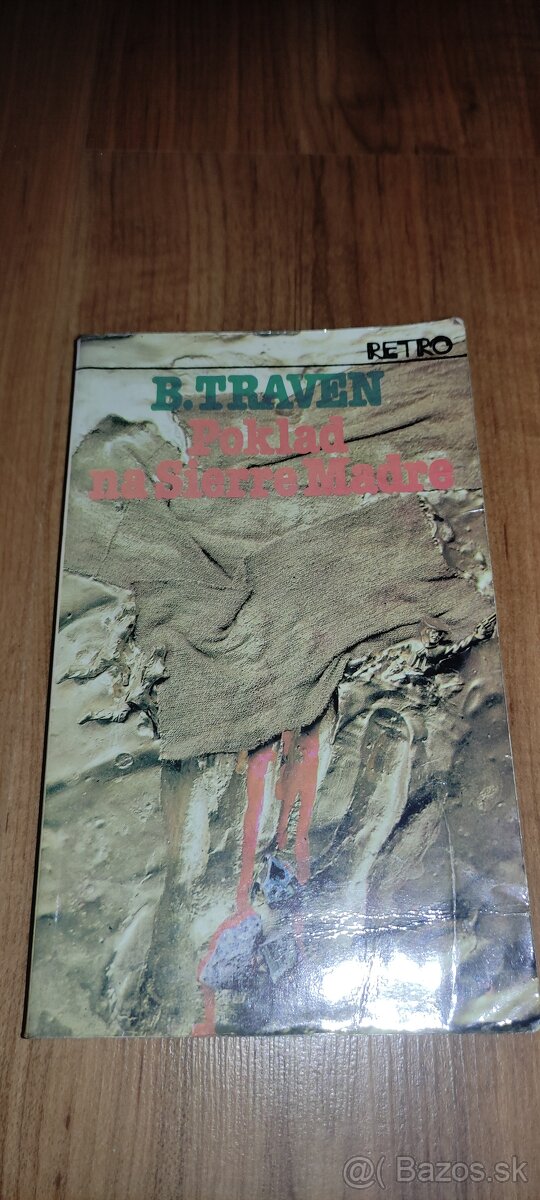 RETRO
B.TRAVEN
Poklad
na Sierre Madre
@( Bazos.sk